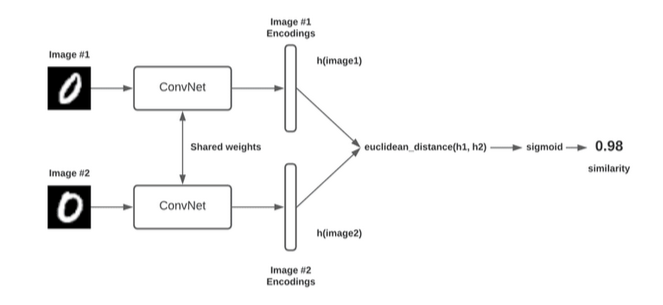 Image #1
Encodings
Image #1
h(image1)
ConvNet
Shared weights
euclidean_distance(h1, h2)
sigmoid
0.98
similarity
Image #2
ConvNet
h(image2)
Image #2
Encodings